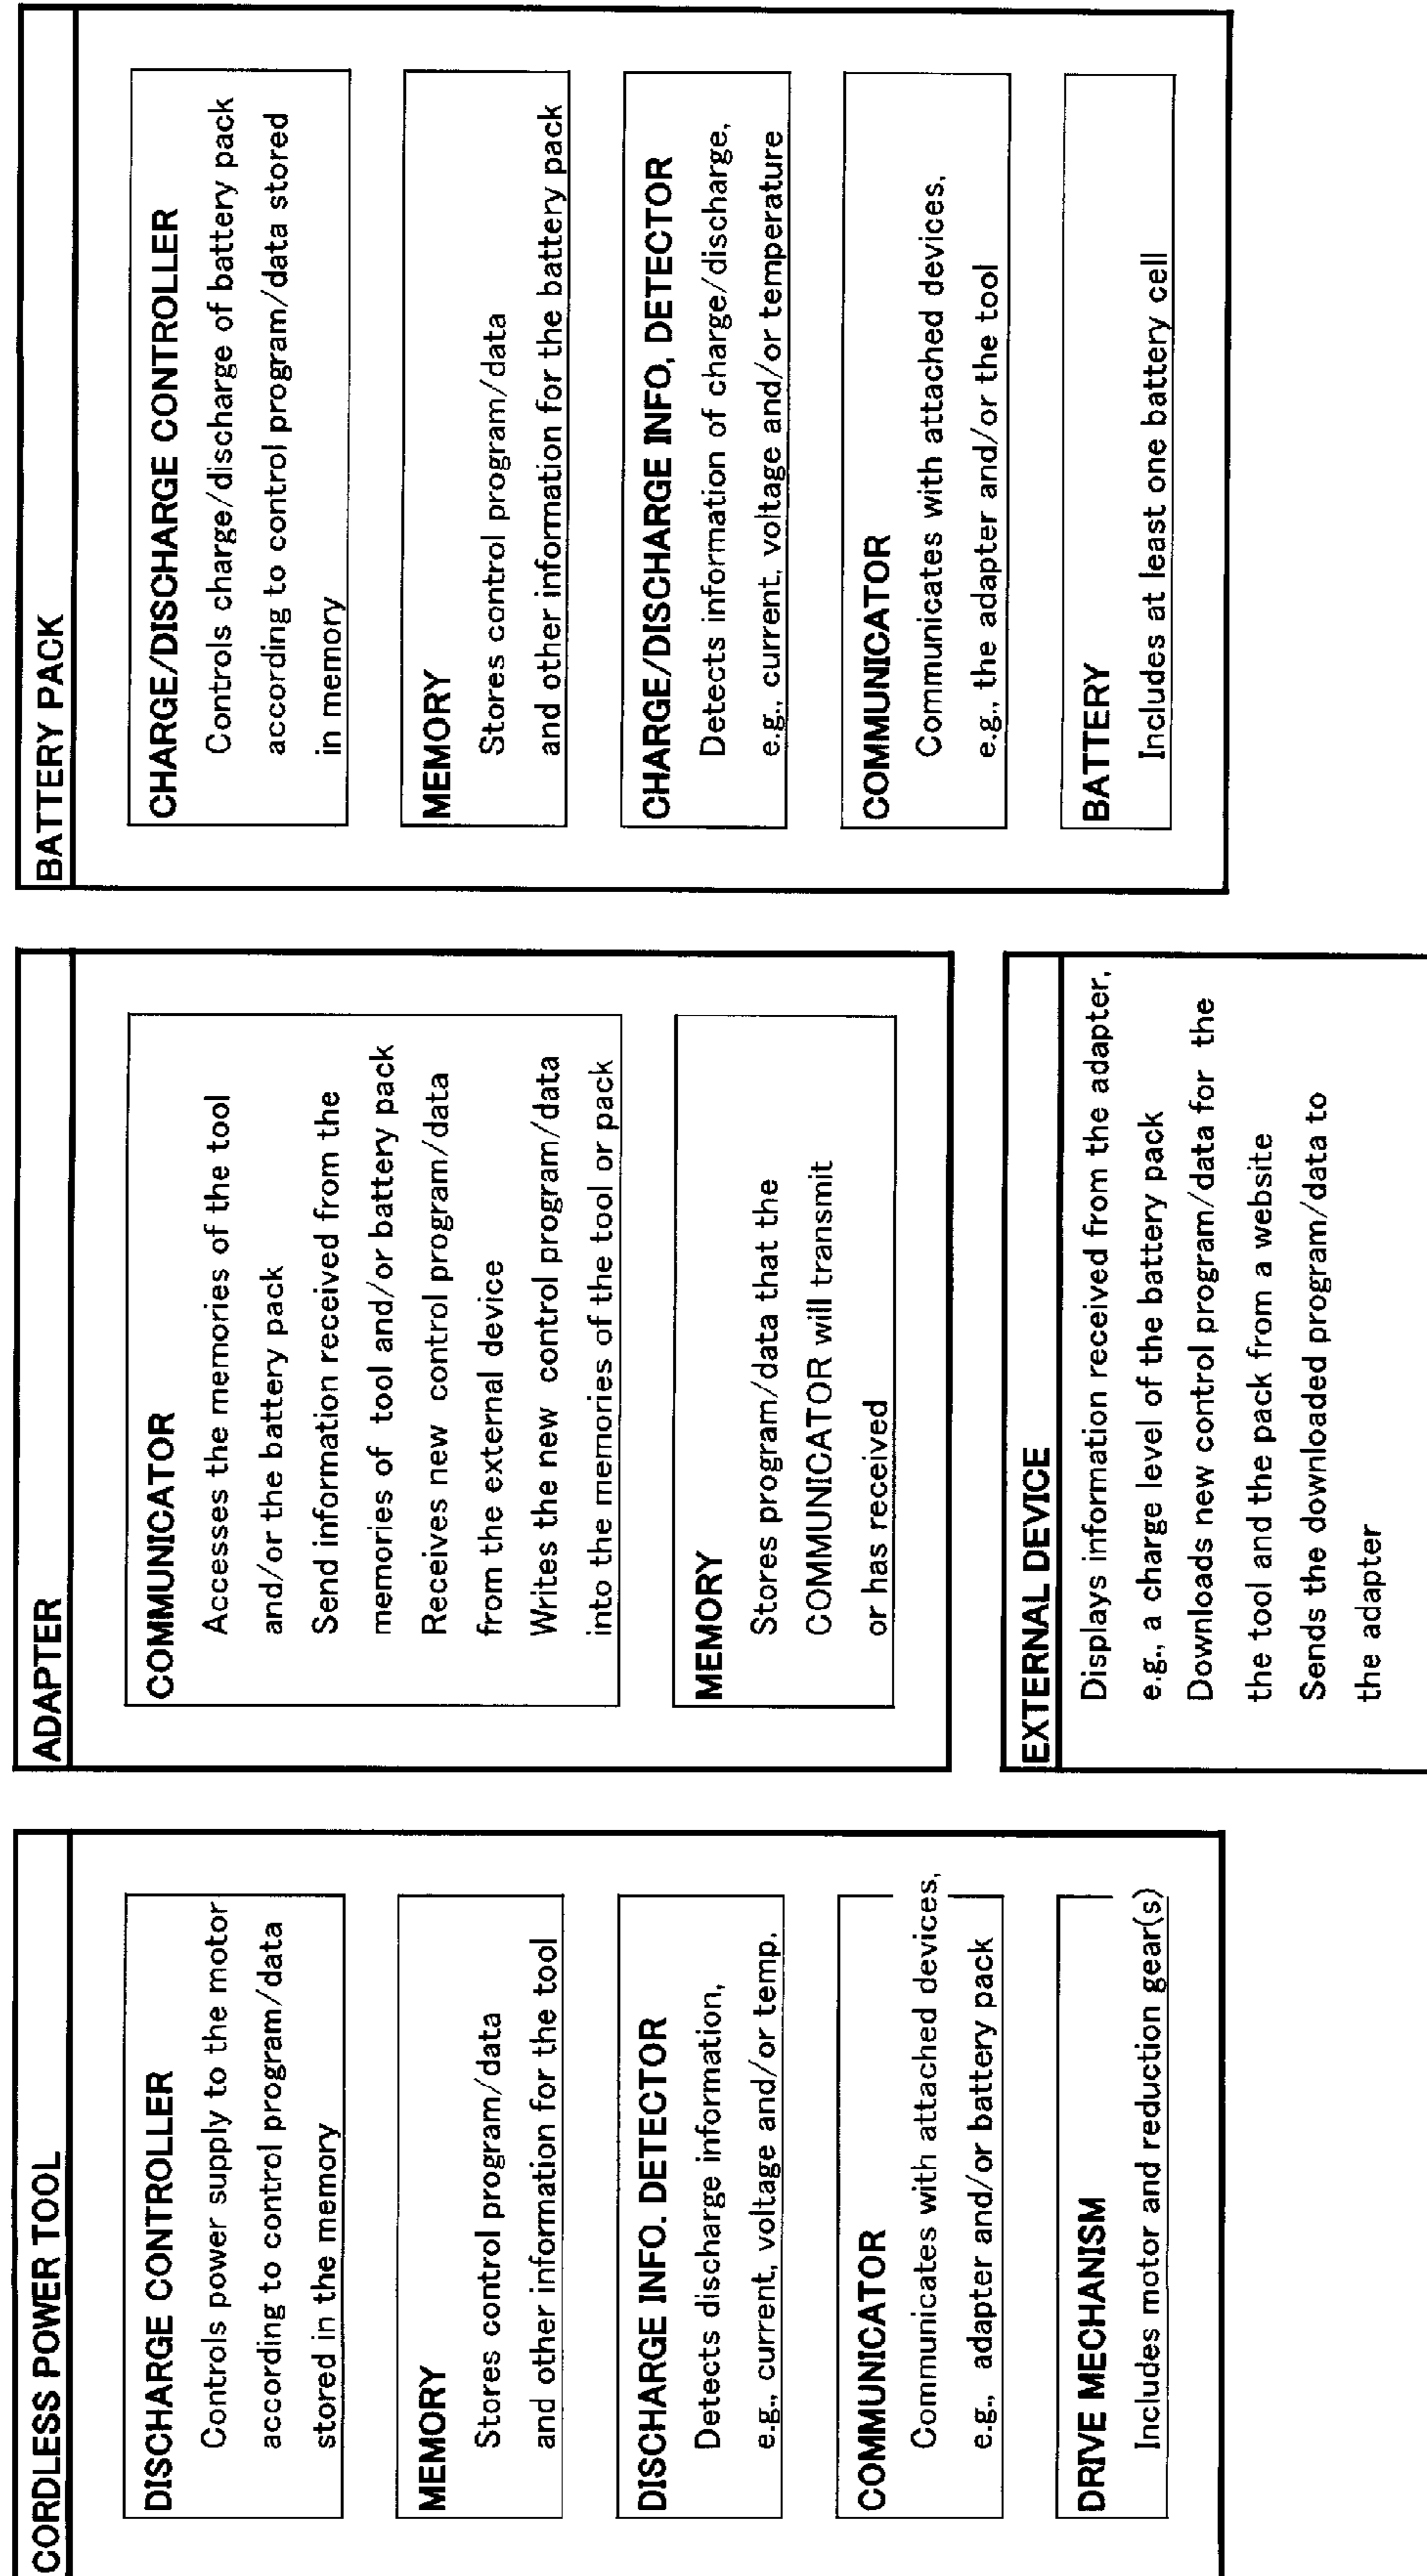 CORDLESS POWER TOOL
DISCHARGE CONTROLLER
Controls power supply to the motor
according to control program/data
stored in the memory
MEMORY
Stores control program/data
and other information for the tool
DISCHARGE INFO. DETECTOR
Detects discharge information,
e.g., current, voltage and/or temp.
COMMUNICATOR
Communicates with attached devices,
e.g., adapter and/or battery pack
DRIVE MECHANISM
Includes motor and reduction gear(s)
ADAPTER
COMMUNICATOR
Accesses the memories of the tool
and/or the battery pack
Send information received from the
memories of tool and/or battery pack
Receives new control program/data
from the external device
Writes the new control program/data
into the memories of the tool or pack
MEMORY
Stores program/data that the
COMMUNICATOR will transmit
or has received
EXTERNAL DEVICE
Displays information received from the adapter,
e.g., a charge level of the battery pack
Downloads new control program/data for the
the tool and the pack from a website
Sends the downloaded program/data to
the adapter
BATTERY PACK
CHARGE/DISCHARGE CONTROLLER
Controls charge/discharge of battery pack
according to control program/data stored
in memory
MEMORY
Stores control program/data
and other information for the battery pack
CHARGE/DISCHARGE INFO, DETECTOR
Detects information of charge/discharge,
e.g., current, voltage and/or temperature
COMMUNICATOR
Communicates with attached devices,
e.g., the adapter and/or the tool
BATTERY
Includes at least one battery cell